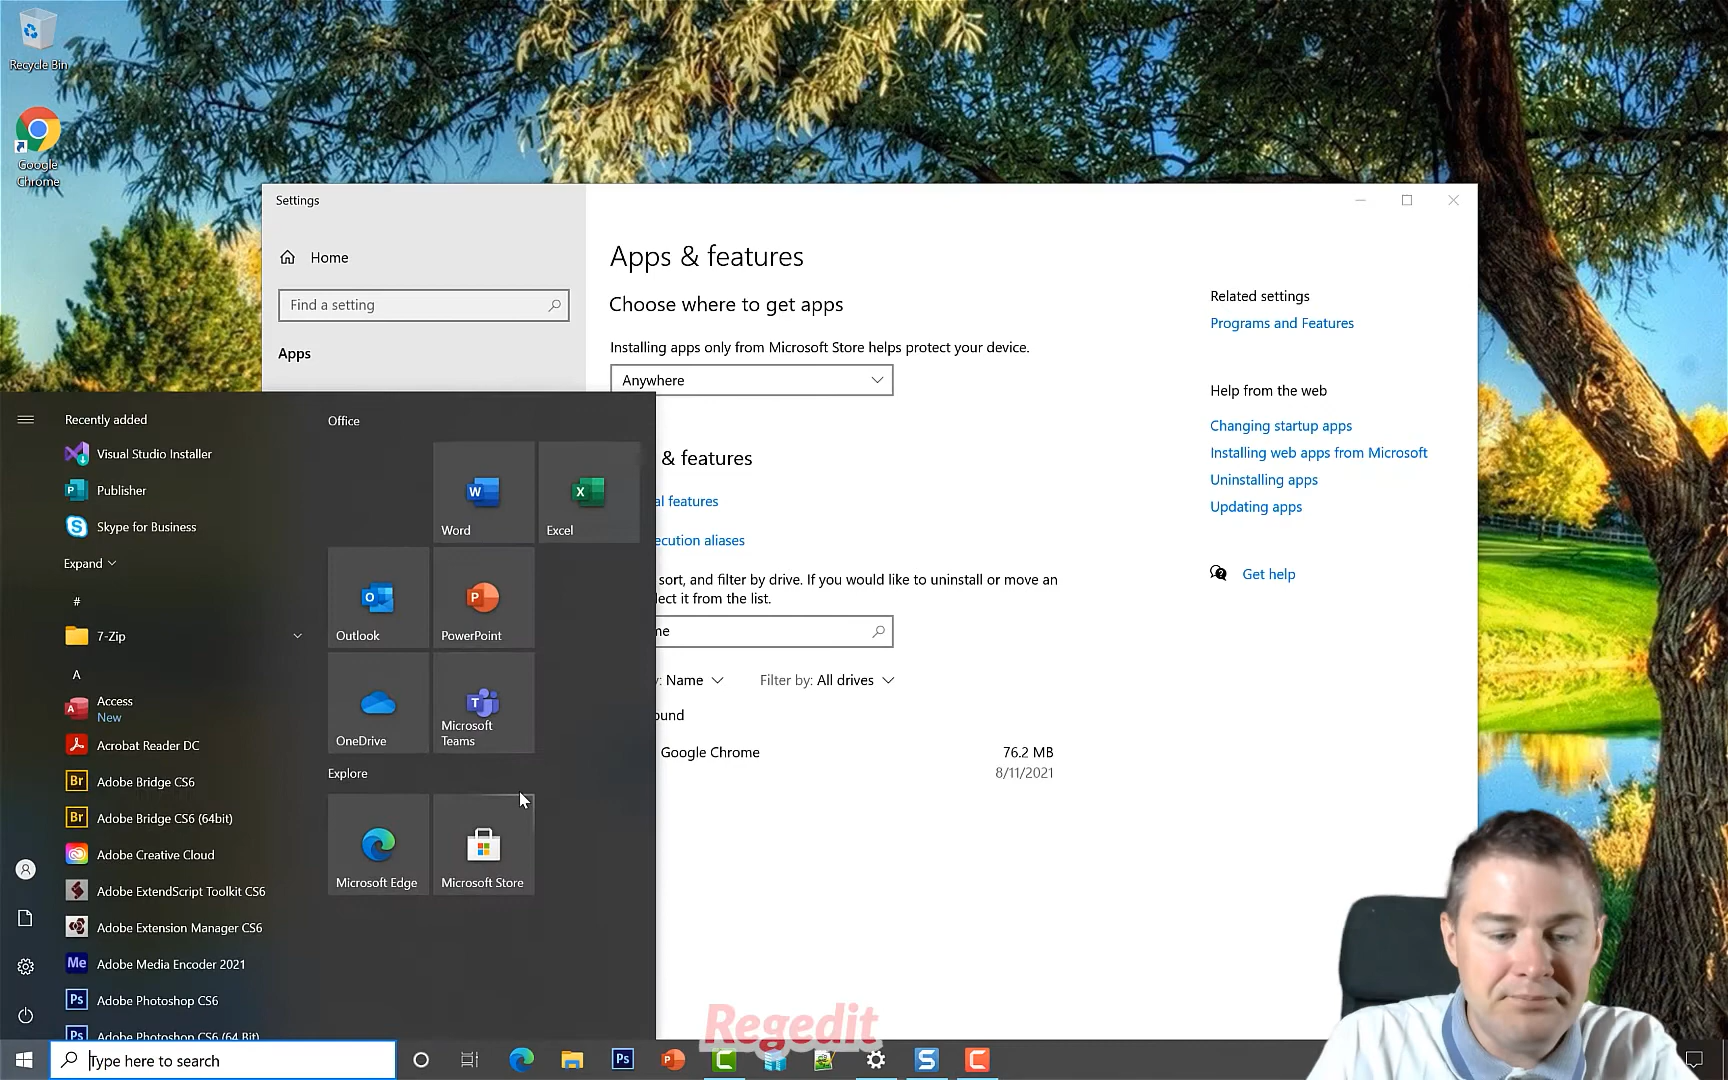 Recycle Bin
Google
Chrome
Settings
Home
Find a setting
Apps
Apps & features
Choose where to get apps
Installing apps only from Microsoft Store helps protect your device.
Anywhere
& features
al features
ecution aliases
sort, and filter by drive. If you would like to uninstall or move an
lect it from the list.
me
: Name
Filter by: All drives
ound
Google Chrome
76.2 MB
8/11/2021
Related settings
Programs and Features
Help from the web
Changing startup apps
Installing web apps from Microsoft
Uninstalling apps
Updating apps
Get help
Recently added
Visual Studio Installer
Publisher
Skype for Business
Expand
#
7-Zip
A
Access
New
Acrobat Reader DC
Adobe Bridge CS6
Adobe Bridge CS6 (64bit)
Adobe Creative Cloud
Adobe ExtendScript Toolkit CS6
Adobe Extension Manager CS6
Adobe Media Encoder 2021
Adobe Photoshop CS6
Adobe Photoshop CS6 (64 Bit)
Office
Word
Excel
Outlook
PowerPoint
OneDrive
Microsoft
Teams
Explore
Microsoft Edge
Microsoft Store
Regedit
Type here to search